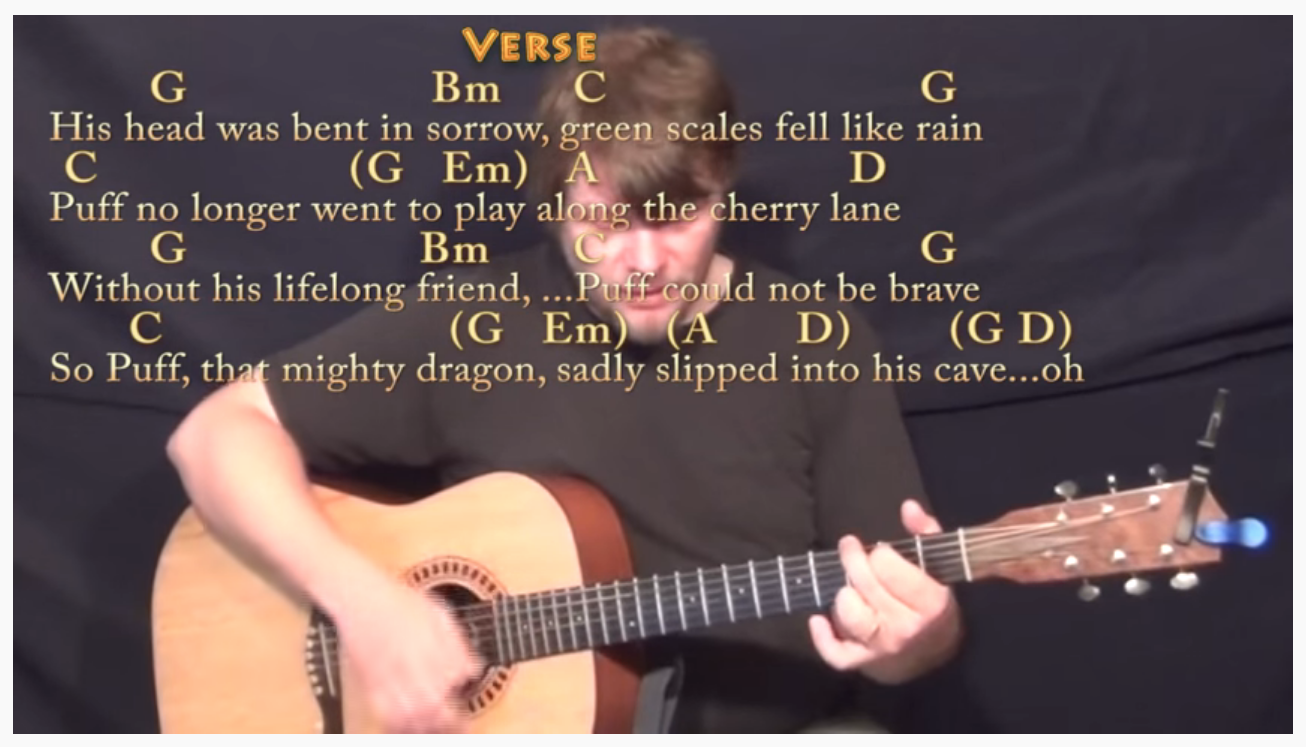 VERSE
G Bm C G
His head was bent in sorrow, green scales fell like rain
C (G Em) A D
Puff no longer went to play along the cherry lane
G Bm C G
Without his lifelong friend, ...Puff could not be brave
C (G Em) (A D) (G D)
So Puff, that mighty dragon, sadly slipped into his cave...oh